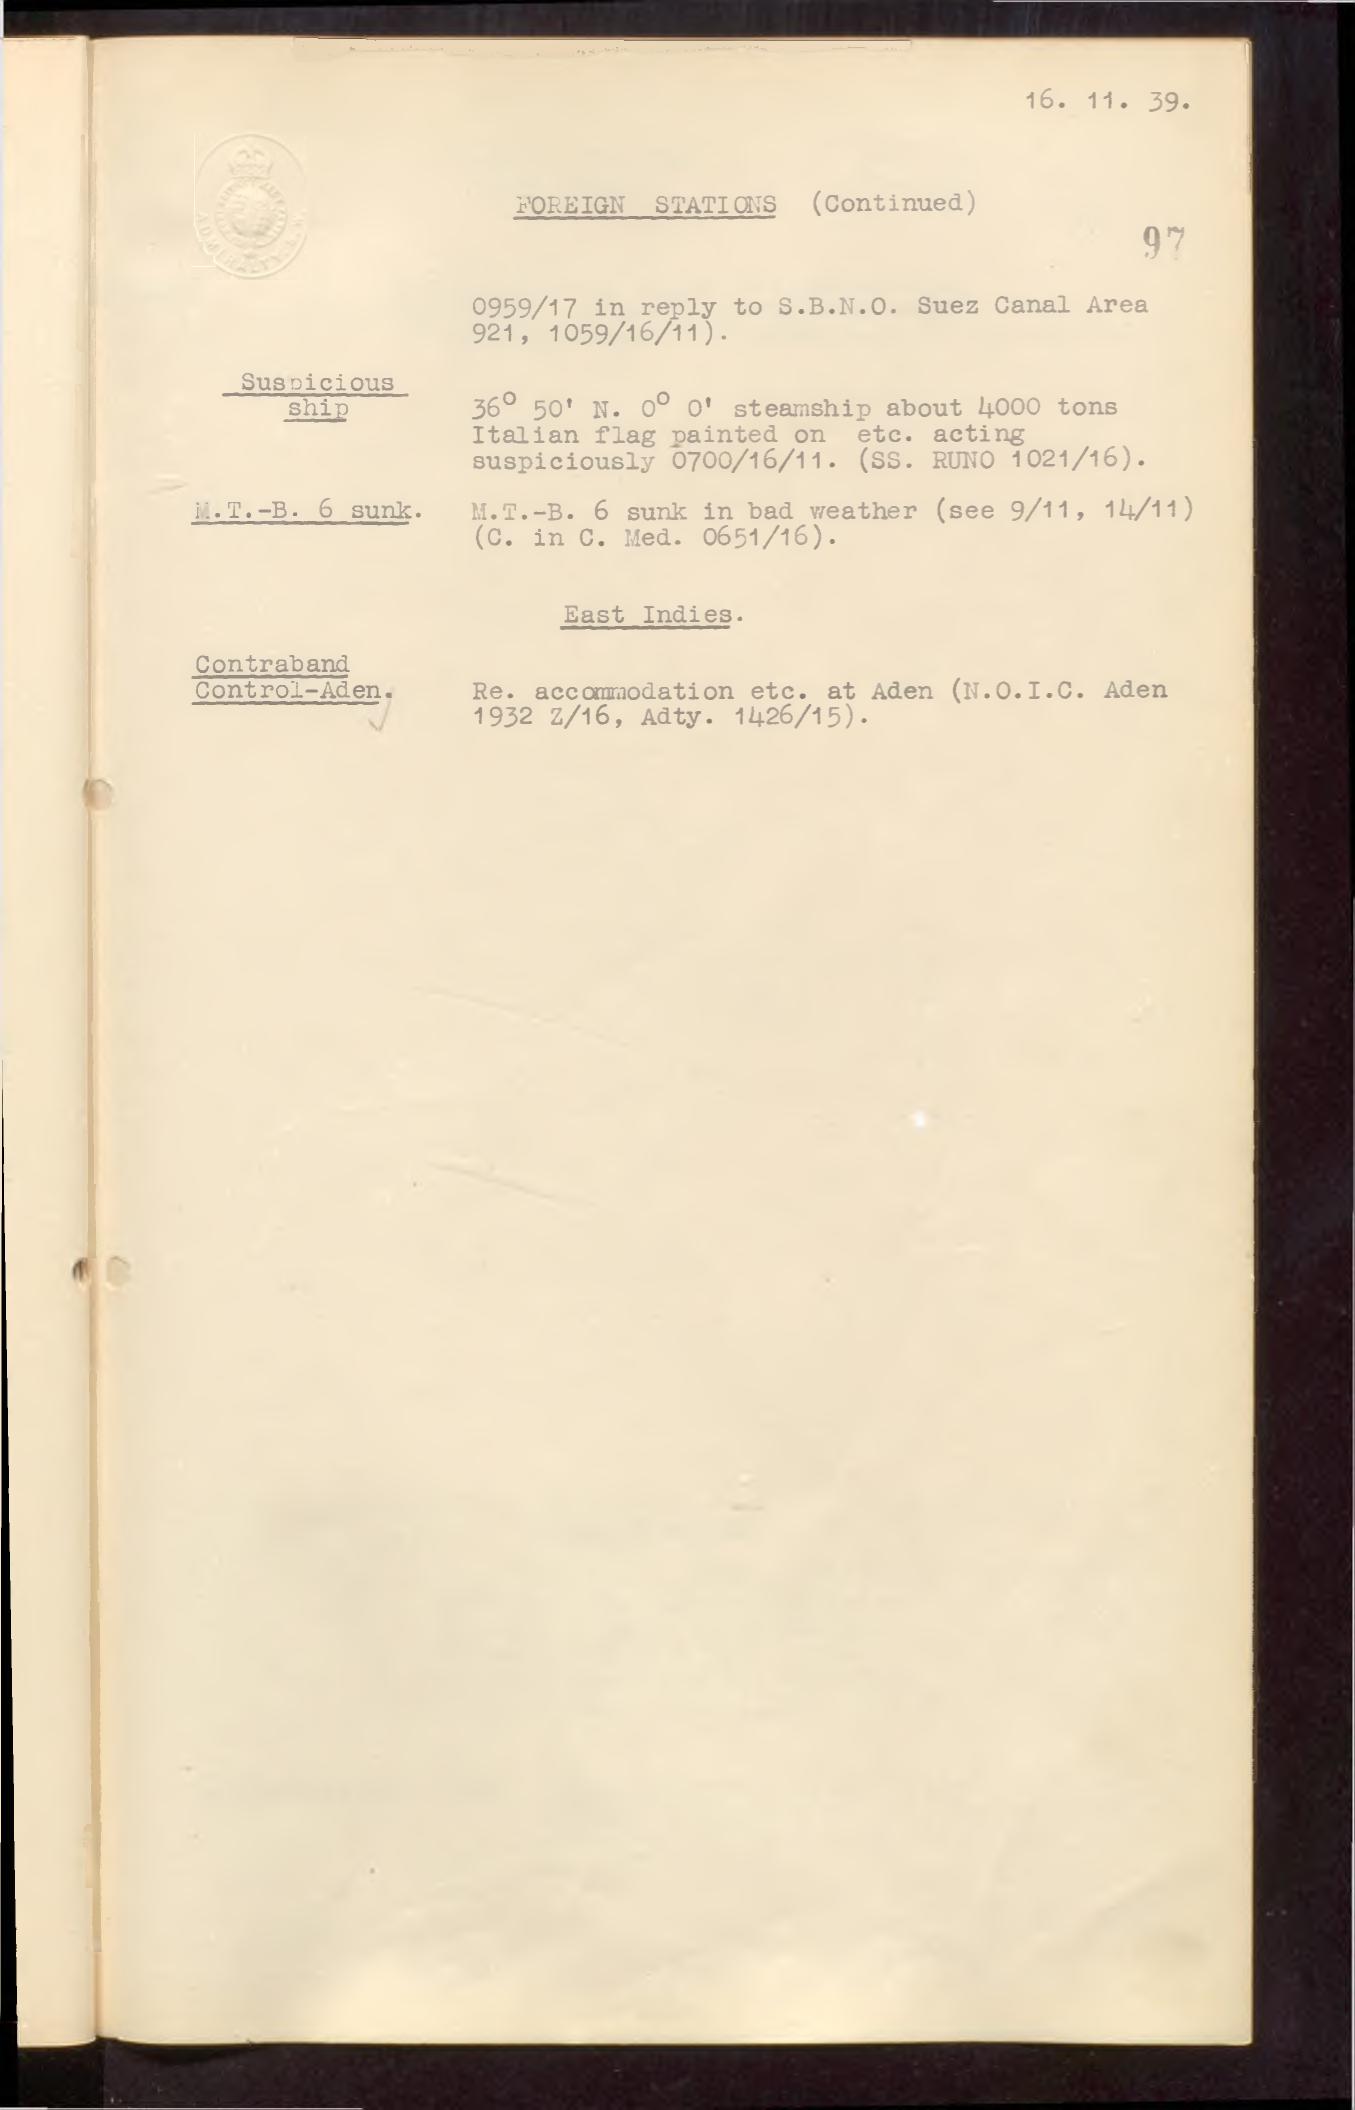 16. 11. 39.
ADMIRALTY
FOREIGN STATIONS (Continued)
97
0959/17 in reply to S.B.N.O. Suez Canal Area
921, 1059/16/11).
Suspicious
ship
36° 50' N. 0° 0' steamship about 4000 tons
Italian flag painted on etc. acting
suspiciously 0700/16/11. (SS. RUNO 1021/16).
M.T.-B. 6 sunk.
M.T.-B. 6 sunk in bad weather (see 9/11, 14/11)
(C. in C. Med. 0651/16).
East Indies.
Contraband
Control-Aden.
Re. accommodation etc. at Aden (N.O.I.C. Aden
1932 Z/16, Adty. 1426/15).